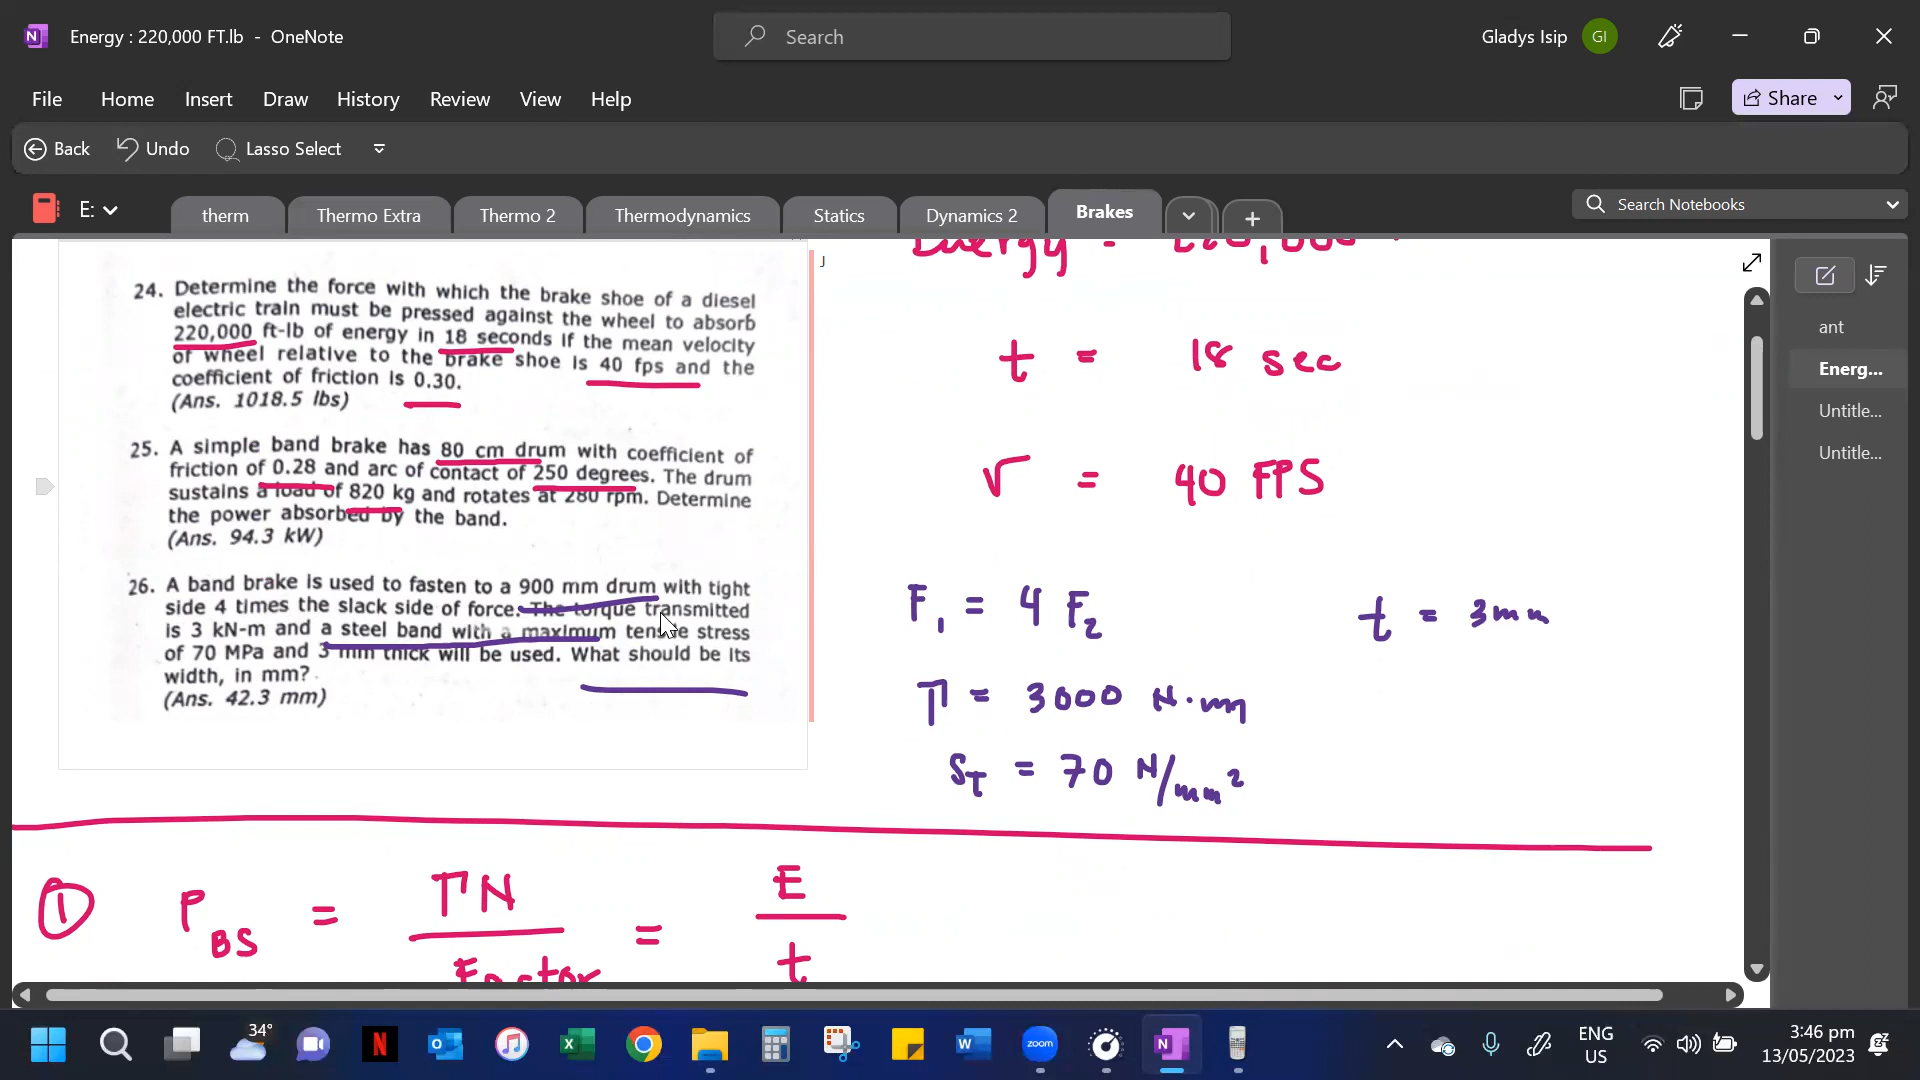 Energy : 220,000 FT.lb - OneNote
Search
Gladys Isip GI
File Home Insert Draw History Review View Help
Share
Back Undo Lasso Select
E:
therm Thermo Extra Thermo 2 Thermodynamics Statics Dynamics 2 Brakes
Search Notebooks
24. Determine the force with which the brake shoe of a diesel
electric train must be pressed against the wheel to absorb
220,000 ft-lb of energy in 18 seconds if the mean velocity
of wheel relative to the brake shoe is 40 fps and the
coefficient of friction is 0.30.
(Ans. 1018.5 lbs)
25. A simple band brake has 80 cm drum with coefficient of
friction of 0.28 and arc of contact of 250 degrees. The drum
sustains a load of 820 kg and rotates at 280 rpm. Determine
the power absorbed by the band.
(Ans. 94.3 kW)
26. A band brake is used to fasten to a 900 mm drum with tight
side 4 times the slack side of force. The torque transmitted
is 3 kN-m and a steel band with a maximum tensile stress
of 70 MPa and 3 mm thick will be used. What should be its
width, in mm?
(Ans. 42.3 mm)
J
Energy = 220,000
t = 18 sec
v = 40 FPS
F1 = 4 F2 t = 3mm
T = 3000 N·m
ST = 70 N/mm²
① PBS = TN / Factor = E / t
ant
Energ...
Untitle...
Untitle...
34°
zoom
ENG
US
3:46 pm
13/05/2023